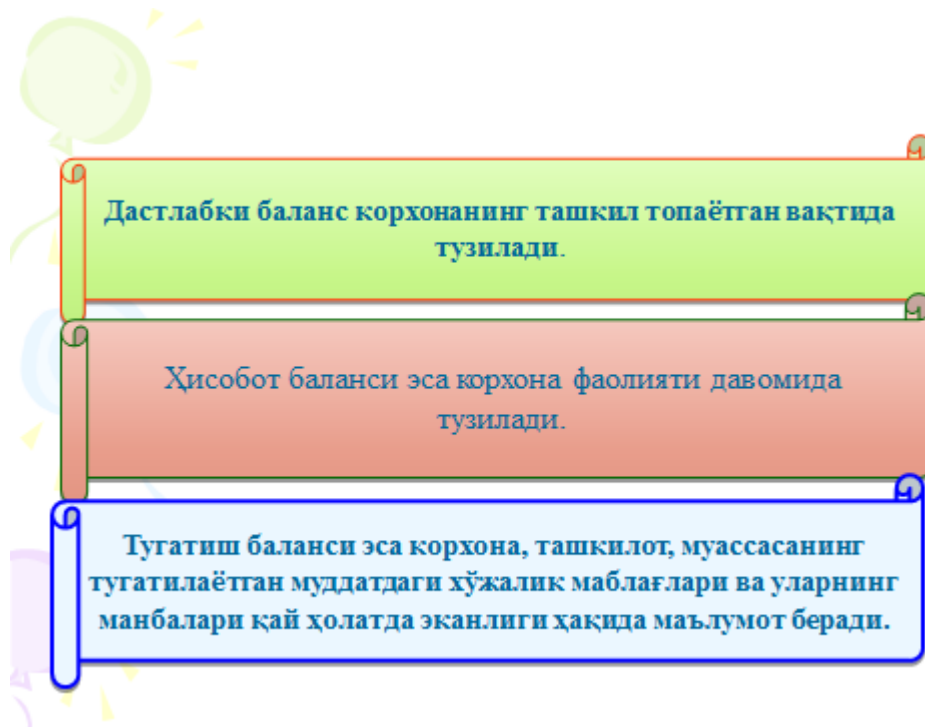 Дастлабки баланс корхонанинг ташкил топаётган вақтида
тузилади.
Ҳисобот баланси эса корхона фаолияти давомида
тузилади.
Тугатиш баланси эса корхона, ташкилот, муассасанинг
тугатилаётган муддатдаги хўжалик маблағлари ва уларнинг
манбалари қай ҳолатда эканлиги ҳақида маълумот беради.